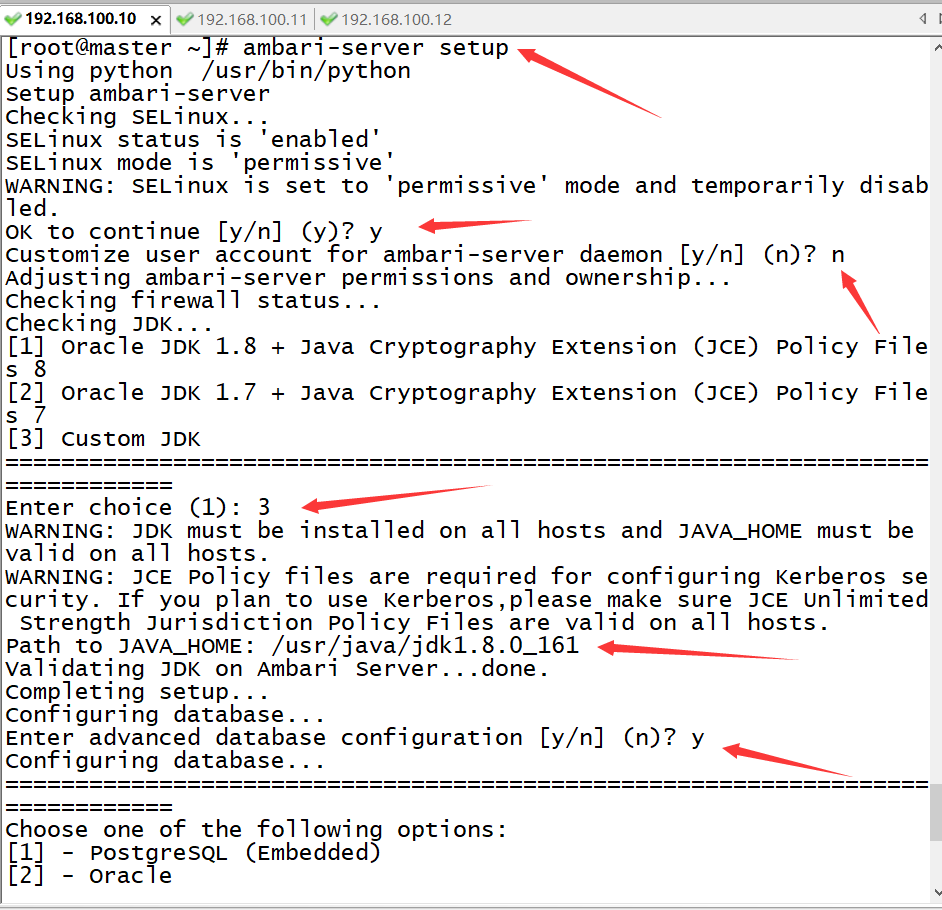 192.168.100.10 192.168.100.11 192.168.100.12
[root@master ~]# ambari-server setup
Using python  /usr/bin/python
Setup ambari-server
Checking SELinux...
SELinux status is 'enabled'
SELinux mode is 'permissive'
WARNING: SELinux is set to 'permissive' mode and temporarily disab
led.
OK to continue [y/n] (y)? y
Customize user account for ambari-server daemon [y/n] (n)? n
Adjusting ambari-server permissions and ownership...
Checking firewall status...
Checking JDK...
[1] Oracle JDK 1.8 + Java Cryptography Extension (JCE) Policy File
s 8
[2] Oracle JDK 1.7 + Java Cryptography Extension (JCE) Policy File
s 7
[3] Custom JDK
==================================================================
============
Enter choice (1): 3
WARNING: JDK must be installed on all hosts and JAVA_HOME must be
valid on all hosts.
WARNING: JCE Policy files are required for configuring Kerberos se
curity. If you plan to use Kerberos,please make sure JCE Unlimited
 Strength Jurisdiction Policy Files are valid on all hosts.
Path to JAVA_HOME: /usr/java/jdk1.8.0_161
Validating JDK on Ambari Server...done.
Completing setup...
Configuring database...
Enter advanced database configuration [y/n] (n)? y
Configuring database...
==================================================================
============
Choose one of the following options:
[1] - PostgreSQL (Embedded)
[2] - Oracle